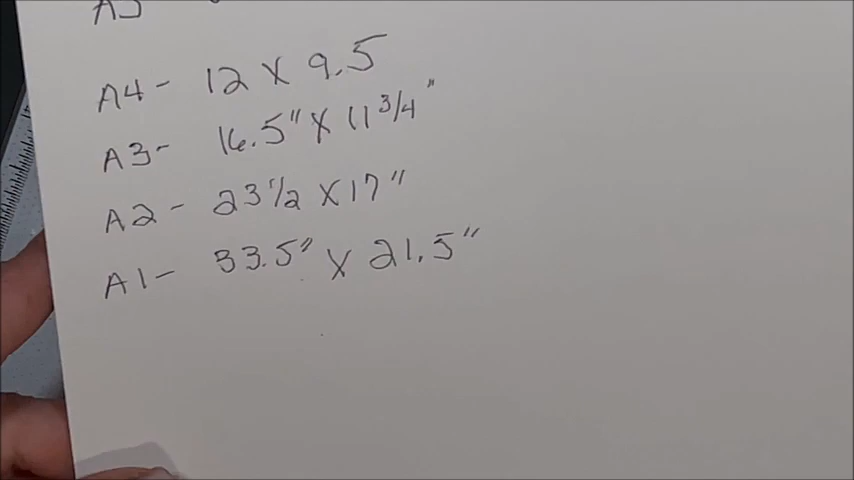 A5
A4- 12 X 9.5
A3- 16.5" X 11 3/4"
A2- 23 1/2 X 17"
A1- 33.5" X 21.5"